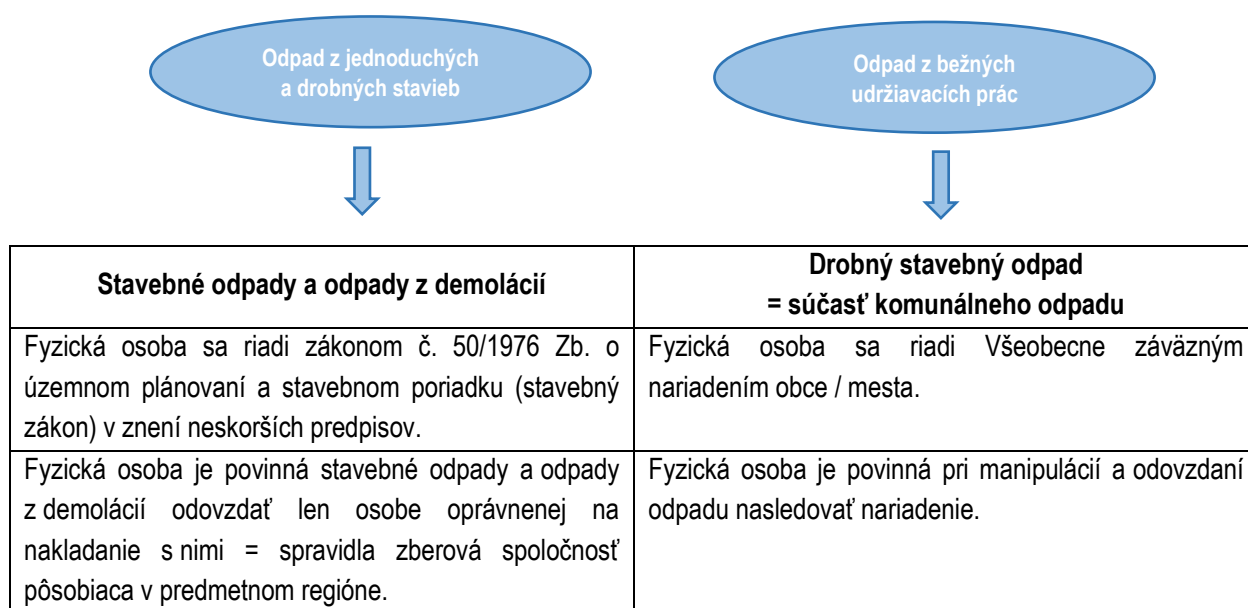 Odpad z jednoduchých
a drobných stavieb
Odpad z bežných
udržiavacích prác
Stavebné odpady a odpady z demolácií
Drobný stavebný odpad
= súčasť komunálneho odpadu
Fyzická osoba sa riadi zákonom č. 50/1976 Zb. o
územnom plánovaní a stavebnom poriadku (stavebný
zákon) v znení neskorších predpisov.
Fyzická osoba sa riadi Všeobecne záväzným
nariadením obce / mesta.
Fyzická osoba je povinná stavebné odpady a odpady
z demolácií odovzdať len osobe oprávnenej na
nakladanie s nimi = spravidla zberová spoločnosť
pôsobiaca v predmetnom regióne.
Fyzická osoba je povinná pri manipulácií a odovzdaní
odpadu nasledovať nariadenie.